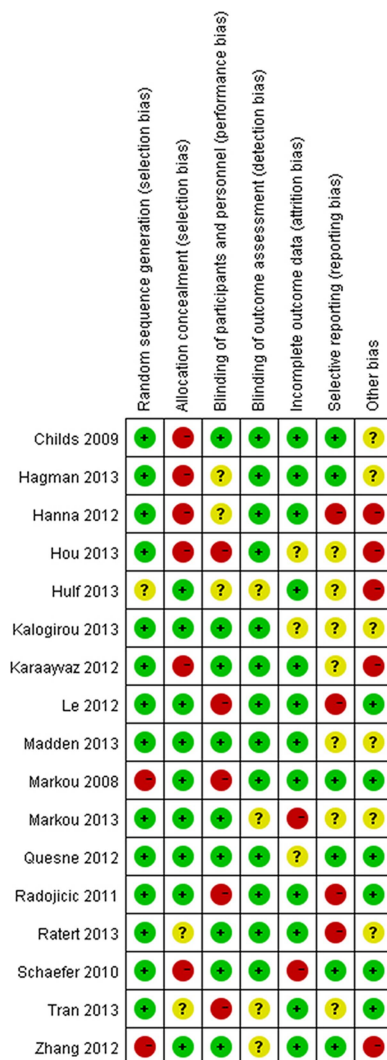 Random sequence generation (selection bias)
Allocation concealment (selection bias)
Blinding of participants and personnel (performance bias)
Blinding of outcome assessment (detection bias)
Incomplete outcome data (attrition bias)
Selective reporting (reporting bias)
Other bias
Childs 2009 + - + + + + ?
Hagman 2013 + - ? + + + ?
Hanna 2012 + - ? + + - -
Hou 2013 + - - + ? ? -
Hulf 2013 ? + ? ? + ? -
Kalogirou 2013 + + + + ? ? ?
Karaayvaz 2012 + - + + + ? -
Le 2012 + + - + + - +
Madden 2013 + + + + + ? ?
Markou 2008 - + - + + + +
Markou 2013 + + + ? - ? ?
Quesne 2012 + + + + ? + +
Radojicic 2011 + + - + + - +
Ratert 2013 + ? + + + - +
Schaefer 2010 + - + + - + +
Tran 2013 + ? - ? + ? +
Zhang 2012 - + + ? + + -